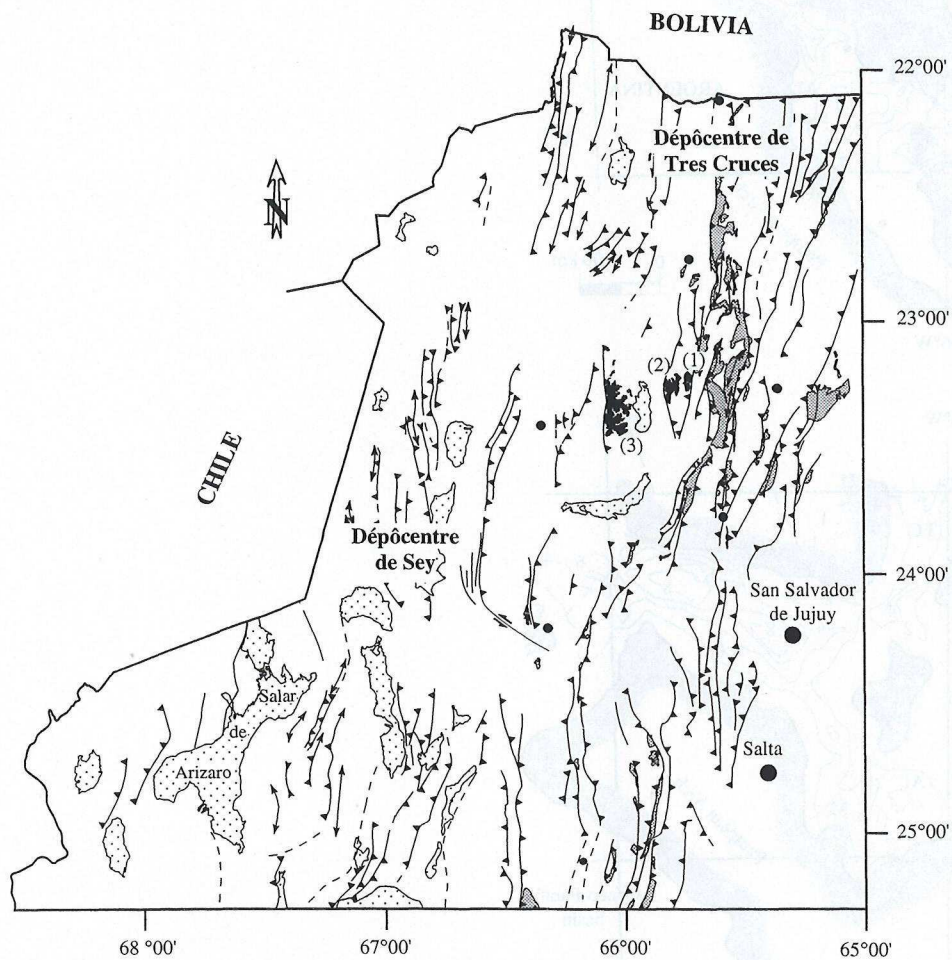 BOLIVIA
22°00'
Dépôcentre de
Tres Cruces
N
23°00'
(1)
(2)
(3)
CHILE
Dépôcentre
de Sey
24°00'
San Salvador
de Jujuy
Salar
de
Arizaro
Salta
25°00'
68°00'
67°00'
66°00'
65°00'